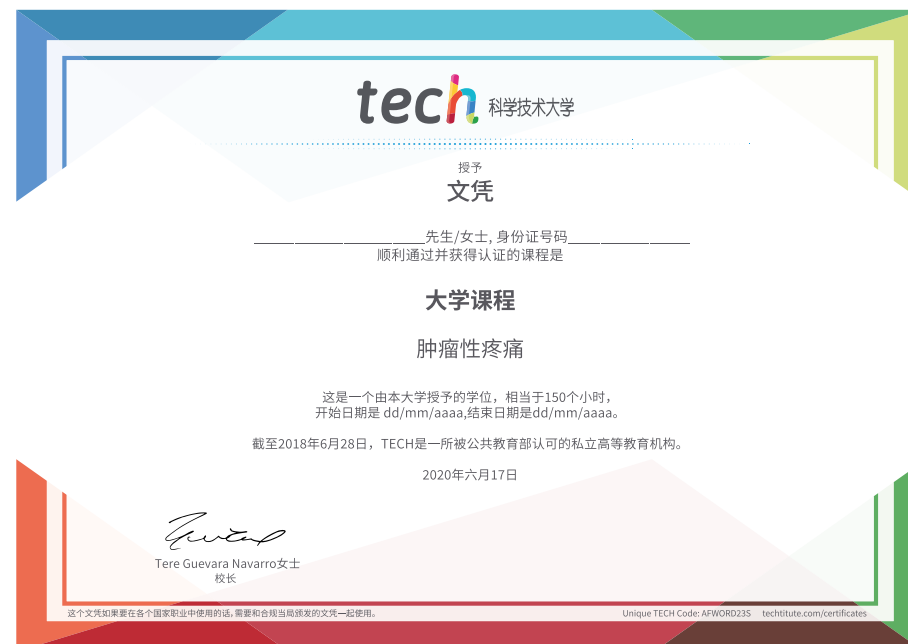 tech 科学技术大学
授予
文凭
____________________先生/女士, 身份证号码______________
顺利通过并获得认证的课程是
大学课程
肿瘤性疼痛
这是一个由本大学授予的学位，相当于150个小时，
开始日期是 dd/mm/aaaa,结束日期是dd/mm/aaaa。
截至2018年6月28日，TECH是一所被公共教育部认可的私立高等教育机构。
2020年六月17日
Tere Guevara Navarro女士
校长
这个文凭如果要在各个国家职业中使用的话,需要和合规当局颁发的文凭一起使用。
Unique TECH Code: AFWORD23S techtitute.com/certificates